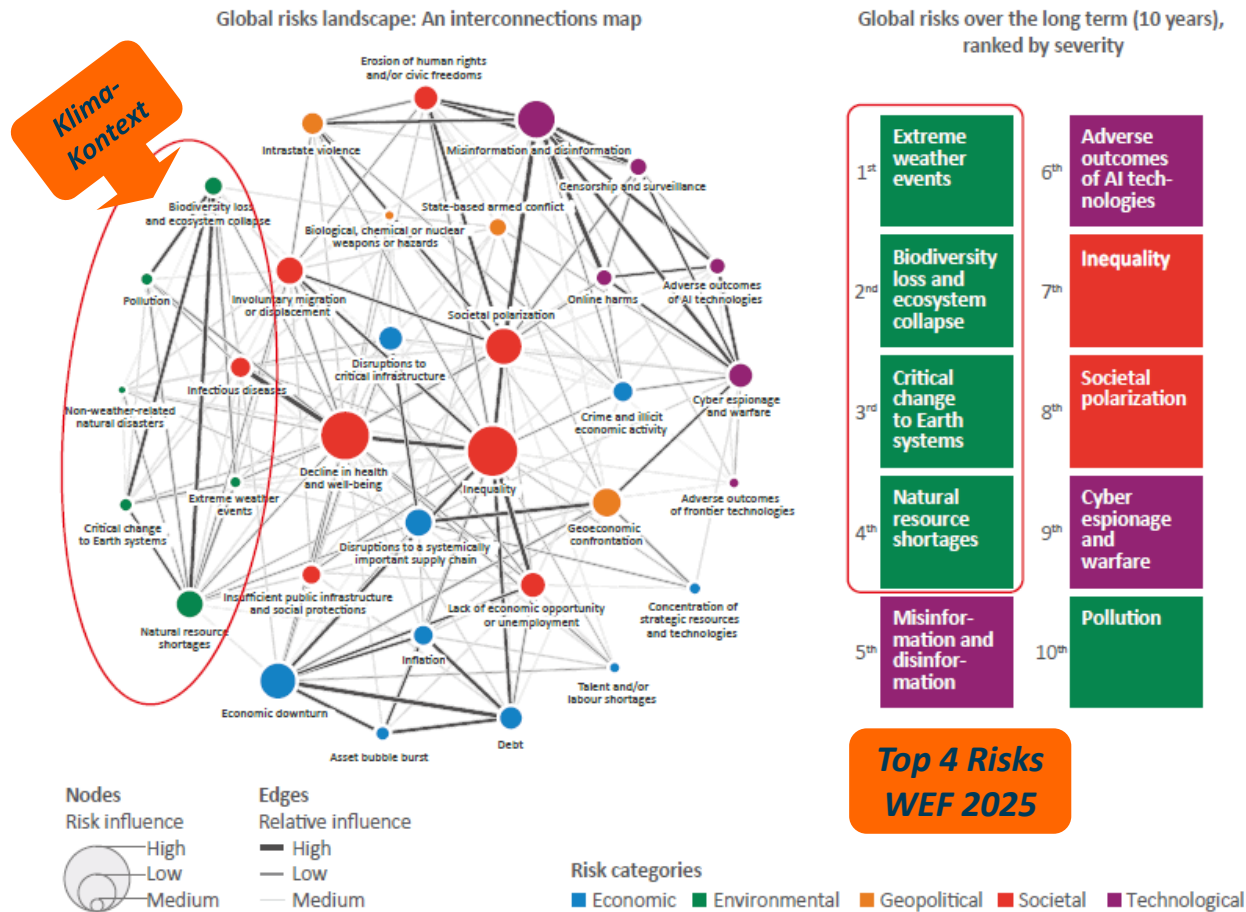 Global risks landscape: An interconnections map
Klima-
Kontext
Erosion of human rights
and/or civic freedoms
Intrastate violence
Misinformation and disinformation
Censorship and surveillance
Biodiversity loss
and ecosystem collapse
State-based armed conflict
Biological, chemical or nuclear
weapons or hazards
Pollution
Involuntary migration
or displacement
Online harms
Adverse outcomes
of AI technologies
Societal polarization
Disruptions to
critical infrastructure
Infectious diseases
Non-weather-related
natural disasters
Crime and illicit
economic activity
Cyber espionage
and warfare
Decline in health
and well-being
Inequality
Extreme weather
events
Critical change
to Earth systems
Adverse outcomes
of frontier technologies
Geoeconomic
confrontation
Disruptions to a systemically
important supply chain
Insufficient public infrastructure
and social protections
Lack of economic opportunity
or unemployment
Concentration of
strategic resources
and technologies
Natural resource
shortages
Inflation
Talent and/or
labour shortages
Economic downturn
Debt
Asset bubble burst
Nodes
Risk influence
High
Low
Medium
Edges
Relative influence
High
Low
Medium
Global risks over the long term (10 years),
ranked by severity
1st
Extreme
weather
events
2nd
Biodiversity
loss and
ecosystem
collapse
3rd
Critical
change
to Earth
systems
4th
Natural
resource
shortages
5th
Misinfor-
mation and
disinfor-
mation
6th
Adverse
outcomes
of AI tech-
nologies
7th
Inequality
8th
Societal
polarization
9th
Cyber
espionage
and
warfare
10th
Pollution
Top 4 Risks
WEF 2025
Risk categories
Economic
Environmental
Geopolitical
Societal
Technological